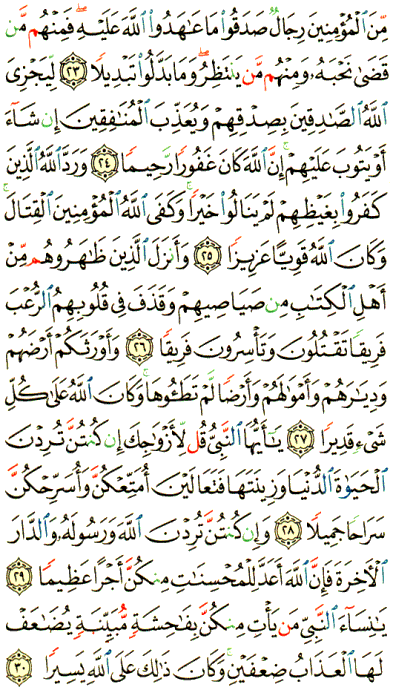 مِّنَ ٱلْمُؤْمِنِينَ رِجَالٌ صَدَقُوا۟ مَا عَـٰهَدُوا۟ ٱللَّهَ عَلَيْهِ ۖ فَمِنْهُم مَّن
قَضَىٰ نَحْبَهُۥ وَمِنْهُم مَّن يَنتَظِرُ ۖ وَمَا بَدَّلُوا۟ تَبْدِيلًا ٢٣ لِّيَجْزِىَ
ٱللَّهُ ٱلصَّـٰدِقِينَ بِصِدْقِهِمْ وَيُعَذِّبَ ٱلْمُنَـٰفِقِينَ إِن شَآءَ
أَوْ يَتُوبَ عَلَيْهِمْ ۚ إِنَّ ٱللَّهَ كَانَ غَفُورًا رَّحِيمًا ٢٤ وَرَدَّ ٱللَّهُ ٱلَّذِينَ
كَفَرُوا۟ بِغَيْظِهِمْ لَمْ يَنَالُوا۟ خَيْرًا ۚ وَكَفَى ٱللَّهُ ٱلْمُؤْمِنِينَ ٱلْقِتَالَ ۚ
وَكَانَ ٱللَّهُ قَوِيًّا عَزِيزًا ٢٥ وَأَنزَلَ ٱلَّذِينَ ظَـٰهَرُوهُم مِّنْ
أَهْلِ ٱلْكِتَـٰبِ مِن صَيَاصِيهِمْ وَقَذَفَ فِى قُلُوبِهِمُ ٱلرُّعْبَ
فَرِيقًا تَقْتُلُونَ وَتَأْسِرُونَ فَرِيقًا ٢٦ وَأَوْرَثَكُمْ أَرْضَهُمْ
وَدِيَـٰرَهُمْ وَأَمْوَٰلَهُمْ وَأَرْضًا لَّمْ تَطَـُٔوهَا ۚ وَكَانَ ٱللَّهُ عَلَىٰ كُلِّ
شَىْءٍ قَدِيرًا ٢٧ يَـٰٓأَيُّهَا ٱلنَّبِىُّ قُل لِّأَزْوَٰجِكَ إِن كُنتُنَّ تُرِدْنَ
ٱلْحَيَوٰةَ ٱلدُّنْيَا وَزِينَتَهَا فَتَعَالَيْنَ أُمَتِّعْكُنَّ وَأُسَرِّحْكُنَّ
سَرَاحًا جَمِيلًا ٢٨ وَإِن كُنتُنَّ تُرِدْنَ ٱللَّهَ وَرَسُولَهُۥ وَٱلدَّارَ
ٱلْـَٔاخِرَةَ فَإِنَّ ٱللَّهَ أَعَدَّ لِلْمُحْسِنَـٰتِ مِنكُنَّ أَجْرًا عَظِيمًا ٢٩
يَـٰنِسَآءَ ٱلنَّبِىِّ مَن يَأْتِ مِنكُنَّ بِفَـٰحِشَةٍ مُّبَيِّنَةٍ يُضَـٰعَفْ
لَهَا ٱلْعَذَابُ ضِعْفَيْنِ ۚ وَكَانَ ذَٰلِكَ عَلَى ٱللَّهِ يَسِيرًا ٣٠